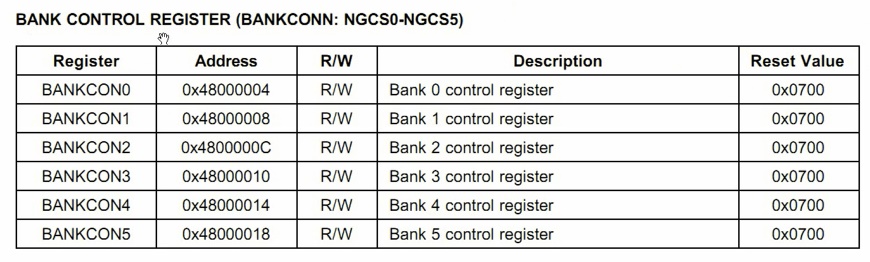 BANK CONTROL REGISTER (BANKCONN: NGCS0-NGCS5)
Register Address R/W Description Reset Value
BANKCON0 0x48000004 R/W Bank 0 control register 0x0700
BANKCON1 0x48000008 R/W Bank 1 control register 0x0700
BANKCON2 0x4800000C R/W Bank 2 control register 0x0700
BANKCON3 0x48000010 R/W Bank 3 control register 0x0700
BANKCON4 0x48000014 R/W Bank 4 control register 0x0700
BANKCON5 0x48000018 R/W Bank 5 control register 0x0700